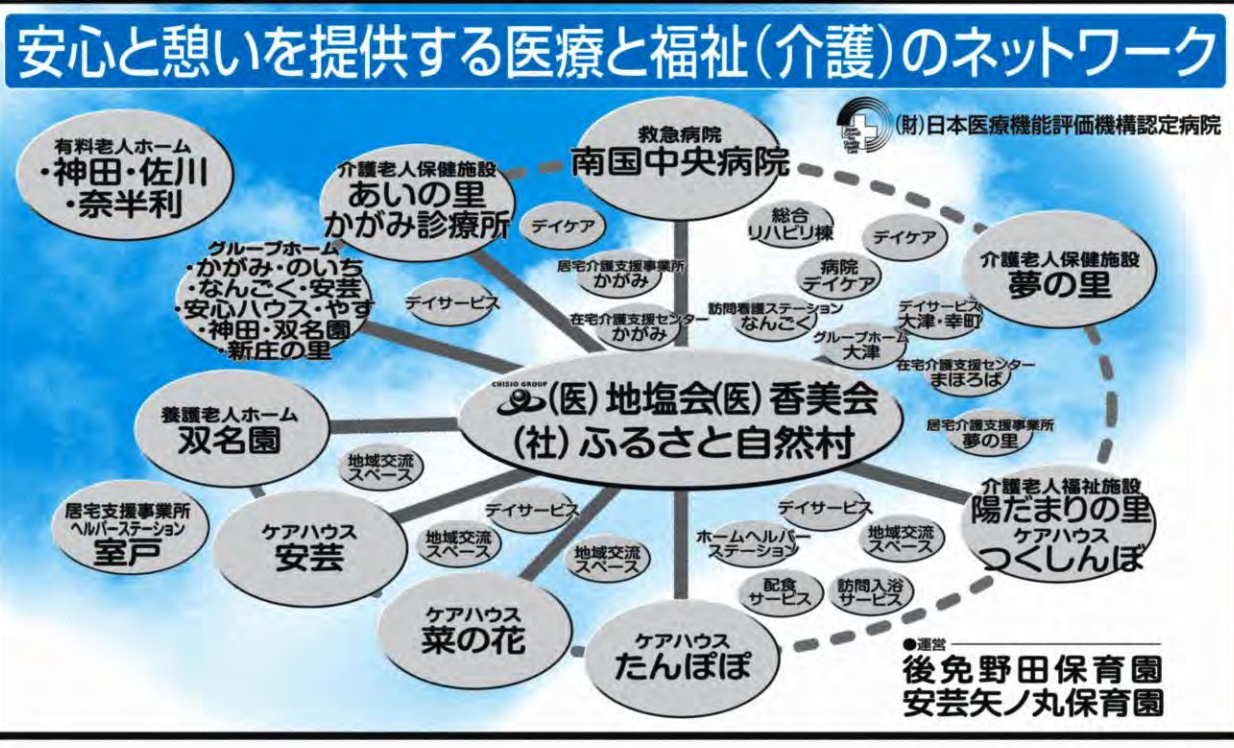 安心と憩いを提供する医療と福祉(介護)のネットワーク
(財)日本医療機能評価機構認定病院
有料老人ホーム
・神田・佐川
・奈半利
介護老人保健施設
あいの里
かがみ診療所
救急病院
南国中央病院
デイケア
総合
リハビリ棟
デイケア
介護老人保健施設
夢の里
グループホーム
・かがみ・のいち
・なんごく・安芸
・安心ハウス・やす
・神田・双名園
・新庄の里
デイサービス
居宅介護支援事業所
かがみ
病院
デイケア
在宅介護支援センター
かがみ
訪問看護ステーション
なんごく
デイサービス
大津・幸町
グループホーム
大津
在宅介護支援センター
まほろば
CHISIO GROUP
(医)地塩会(医)香美会
(社)ふるさと自然村
居宅介護支援事業所
夢の里
養護老人ホーム
双名園
地域交流
スペース
居宅支援事業所
ヘルパーステーション
室戸
ケアハウス
安芸
デイサービス
地域交流
スペース
地域交流
スペース
デイサービス
ホームヘルパー
ステーション
地域交流
スペース
介護老人福祉施設
陽だまりの里
ケアハウス
つくしんぼ
配食
サービス
訪問入浴
サービス
ケアハウス
菜の花
ケアハウス
たんぽぽ
●運営
後免野田保育園
安芸矢ノ丸保育園